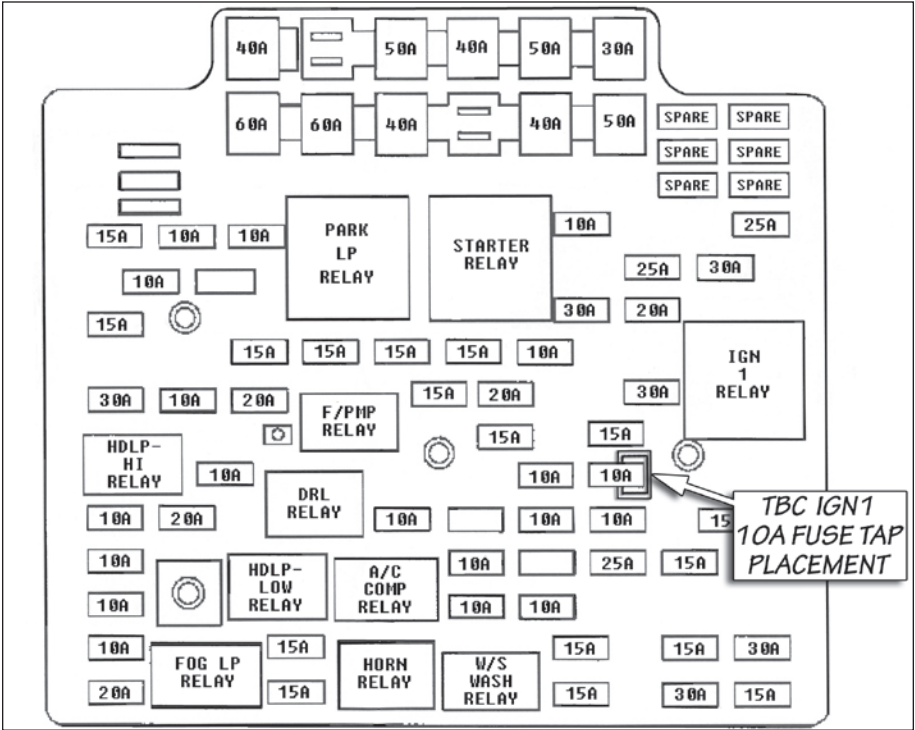 40A 50A 40A 50A 30A
60A 60A 40A 40A 50A
SPARE SPARE
SPARE SPARE
SPARE SPARE
15A 10A 10A
PARK
LP
RELAY
STARTER
RELAY
10A
25A
10A
25A 30A
15A
30A 20A
15A 15A 15A 15A 10A
IGN
1
RELAY
30A 10A 20A
15A 20A
30A
F/PMP
RELAY
15A
15A
HDLP-
HI
RELAY
10A
10A
10A
DRL
RELAY
10A 20A
10A
10A
10A
15
TBC IGN1
10A FUSE TAP
PLACEMENT
10A
HDLP-
LOW
RELAY
A/C
COMP
RELAY
10A
25A
15A
10A
10A 10A
10A
FOG LP
RELAY
15A
HORN
RELAY
W/S
WASH
RELAY
15A
15A 30A
20A
15A
15A
30A 15A